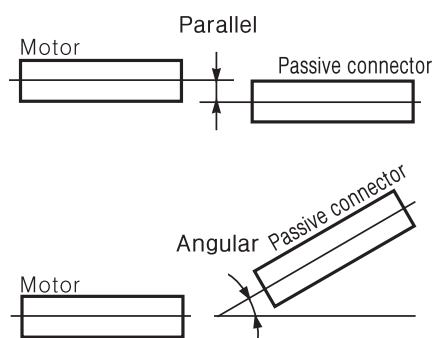 Parallel
Motor
Passive connector
Passive connector
Angular
Motor